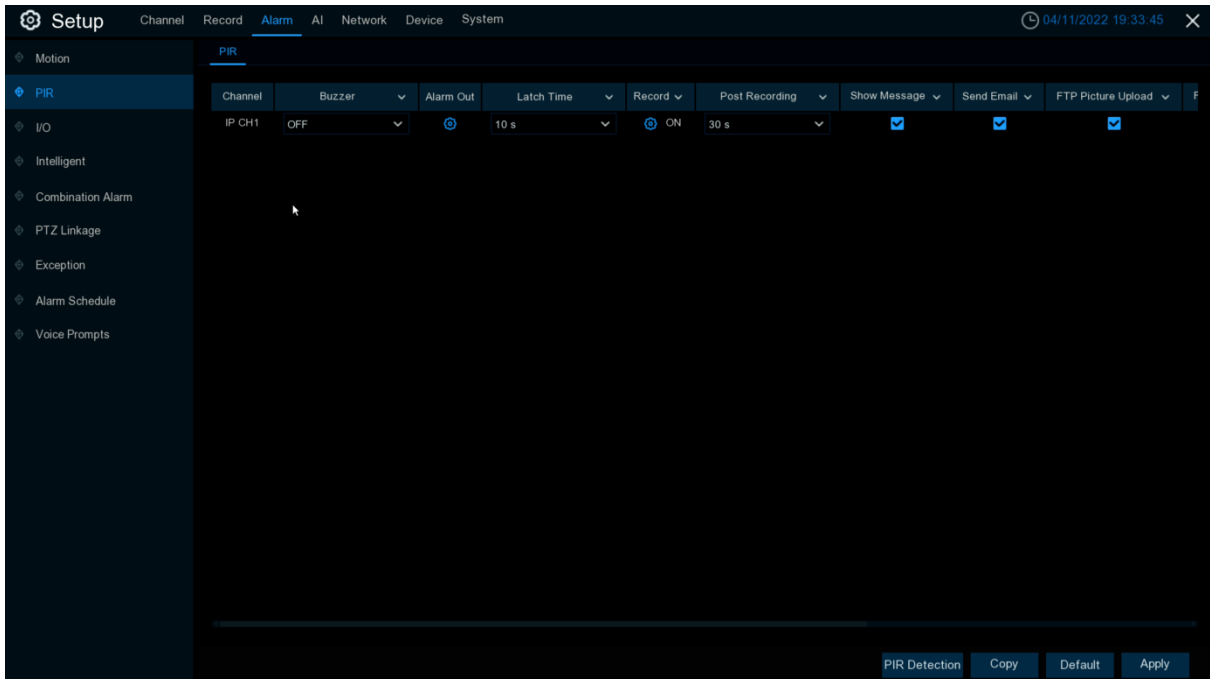 Setup Channel Record Alarm AI Network Device System 04/11/2022 19:33:45
Motion
PIR
I/O
Intelligent
Combination Alarm
PTZ Linkage
Exception
Alarm Schedule
Voice Prompts
PIR
Channel Buzzer Alarm Out Latch Time Record Post Recording Show Message Send Email FTP Picture Upload F
IP CH1 OFF 10 s ON 30 s
PIR Detection Copy Default Apply